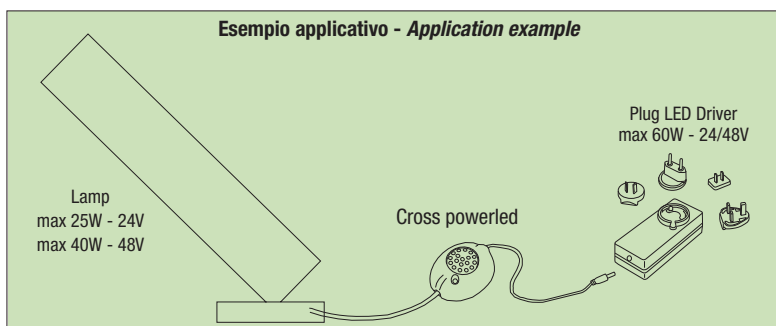 Esempio applicativo - Application example
Plug LED Driver
max 60W - 24/48V
Lamp
max 25W - 24V
max 40W - 48V
Cross powerled